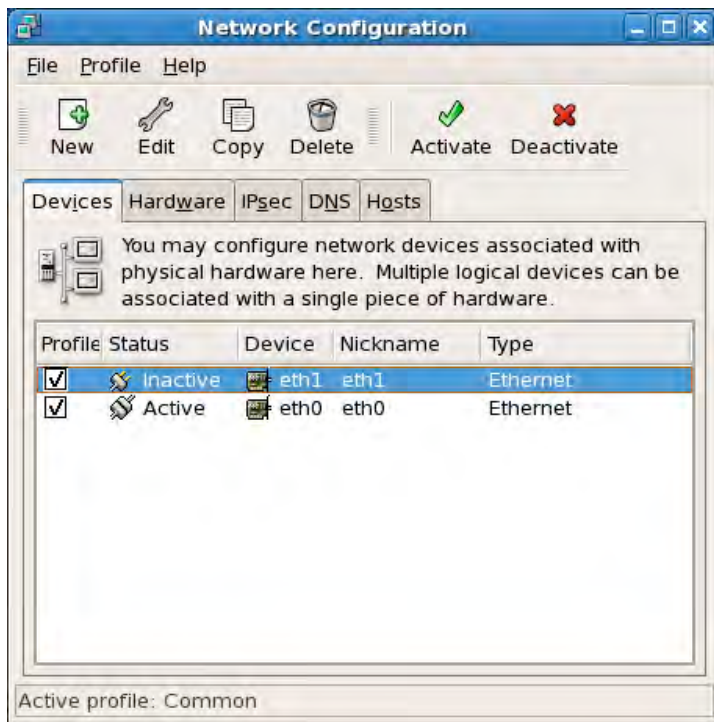 Network Configuration
File Profile Help
New Edit Copy Delete Activate Deactivate
Devices Hardware IPsec DNS Hosts
You may configure network devices associated with
physical hardware here. Multiple logical devices can be
associated with a single piece of hardware.
Profile Status Device Nickname Type
Inactive eth1 eth1 Ethernet
Active eth0 eth0 Ethernet
Active profile: Common